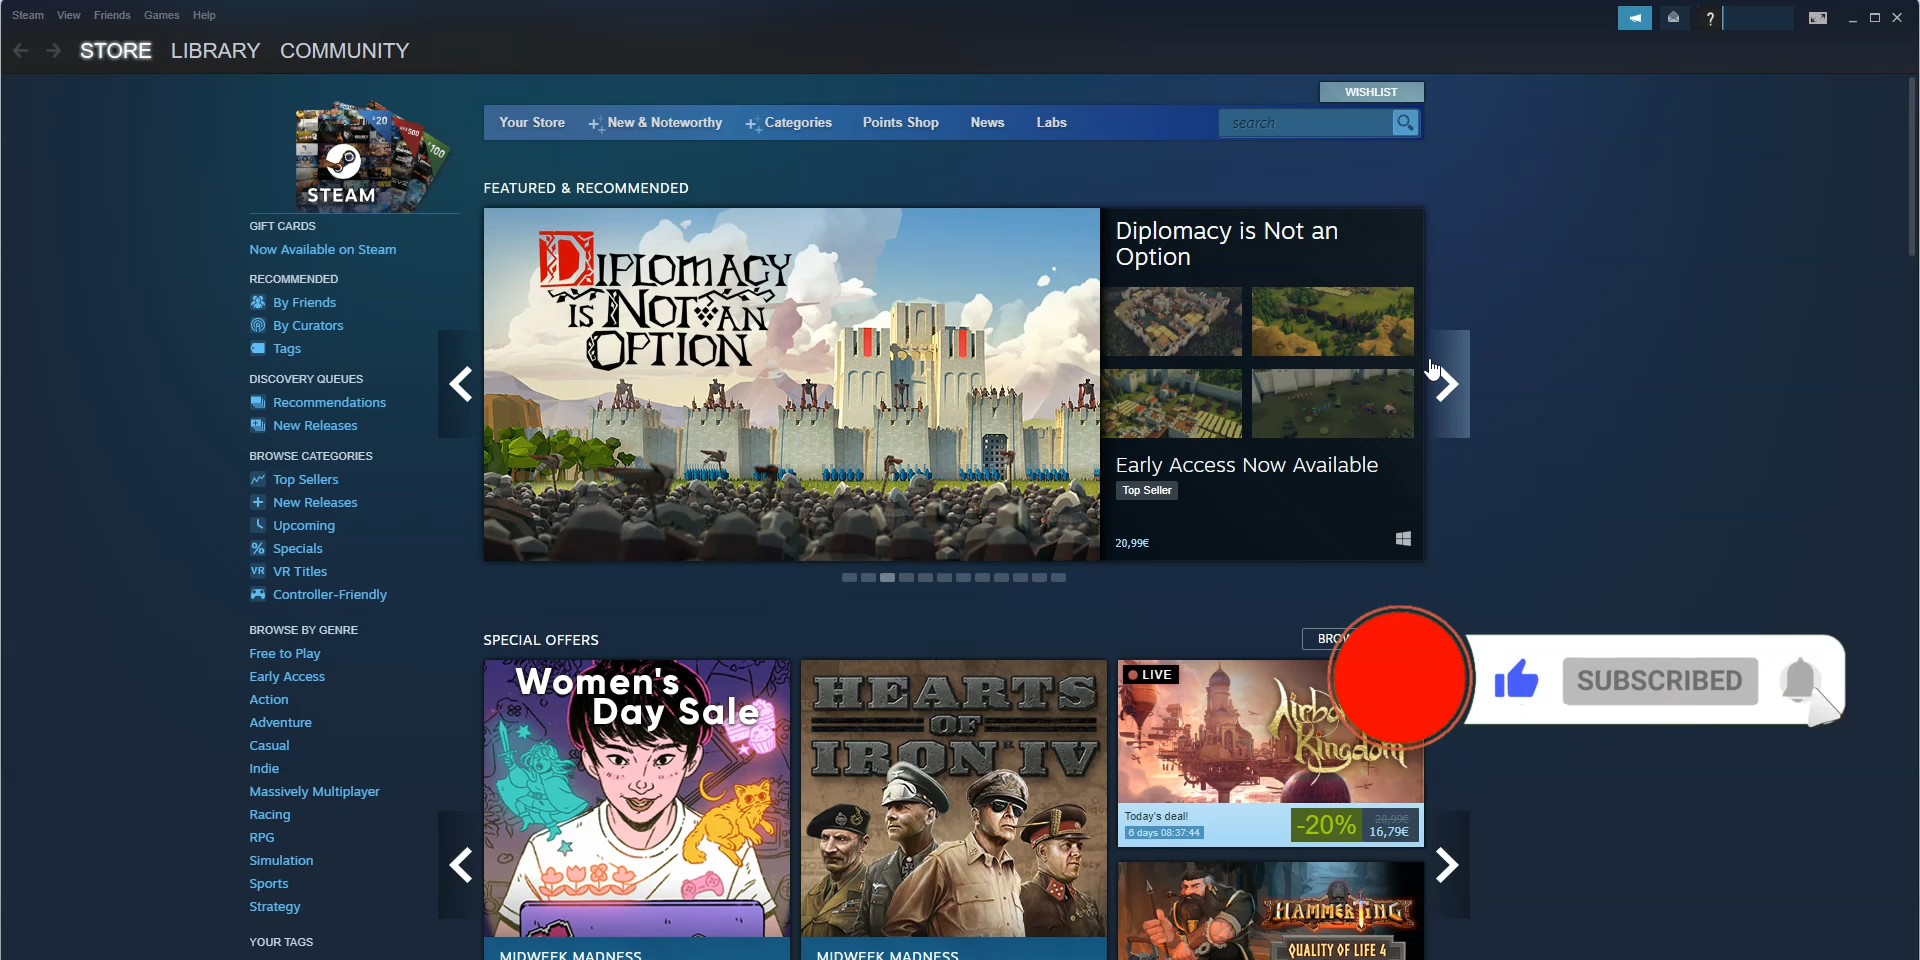 Steam View Friends Games Help
?
STORE LIBRARY COMMUNITY
WISHLIST
Your Store New & Noteworthy Categories Points Shop News Labs search
$20
500
$100
STEAM
GIFT CARDS
Now Available on Steam
RECOMMENDED
By Friends
By Curators
Tags
DISCOVERY QUEUES
Recommendations
New Releases
BROWSE CATEGORIES
Top Sellers
New Releases
Upcoming
% Specials
VR VR Titles
Controller-Friendly
BROWSE BY GENRE
Free to Play
Early Access
Action
Adventure
Casual
Indie
Massively Multiplayer
Racing
RPG
Simulation
Sports
Strategy
YOUR TAGS
FEATURED & RECOMMENDED
DIPLOMACY
IS NOT AN
OPTION
Diplomacy is Not an
Option
Early Access Now Available
Top Seller
20,99€
SPECIAL OFFERS
Women's
Day Sale
MIDWEEK MADNESS
HEARTS
OF
IRON IV
MIDWEEK MADNESS
LIVE
Kingdom
Today's deal!
6 days 08:37:44
-20%
20,99€
16,79€
HAMMERTING
QUALITY OF LIFE 4
SUBSCRIBED